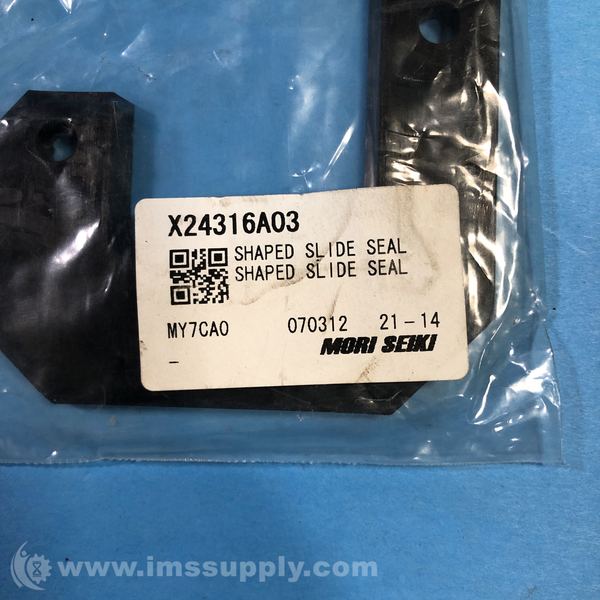 X24316A03
SHAPED SLIDE SEAL
SHAPED SLIDE SEAL
MY7CA0 070312 21-14
- MORI SEIKI
www.imssupply.com